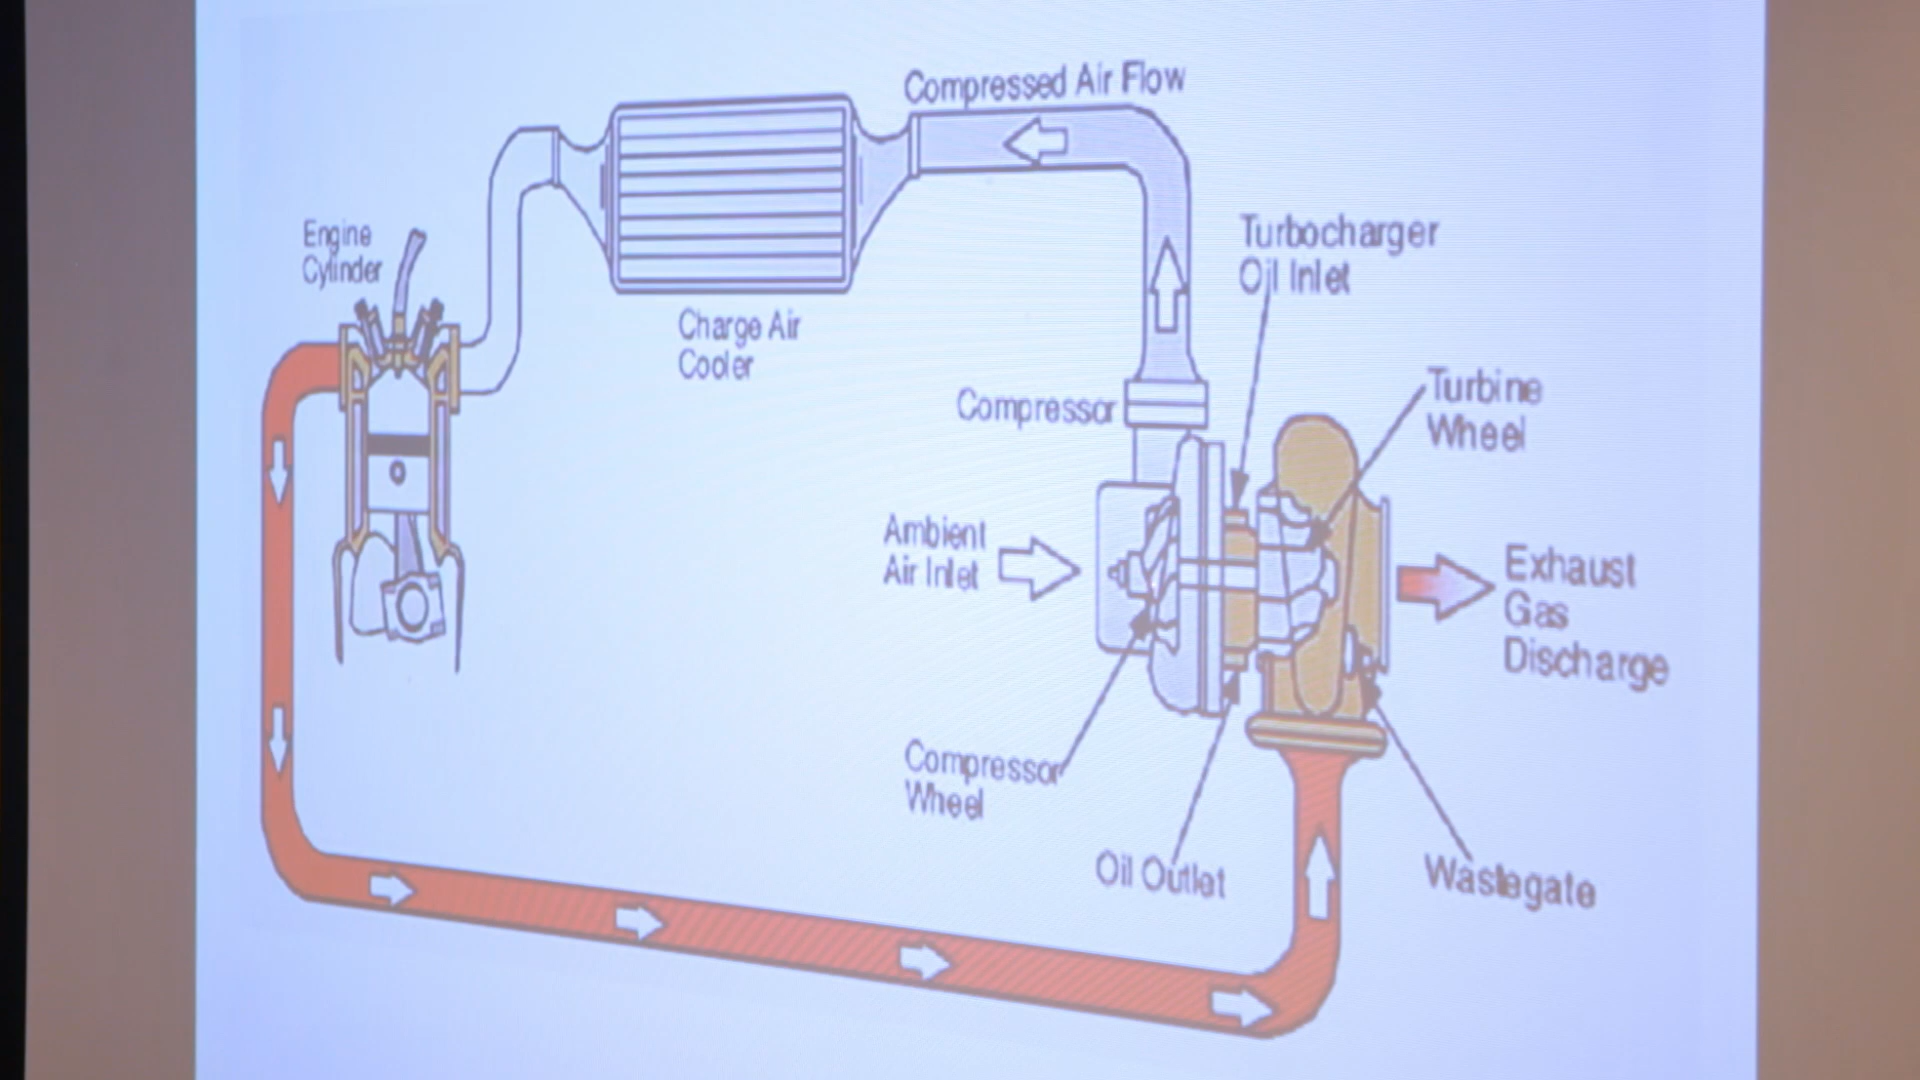 Compressed Air Flow
Engine
Cylinder
Turbocharger
Oil Inlet
Charge Air
Cooler
Compressor
Turbine
Wheel
Ambient
Air Inlet
Exhaust
Gas
Discharge
Compressor
Wheel
Oil Outlet
Wastegate